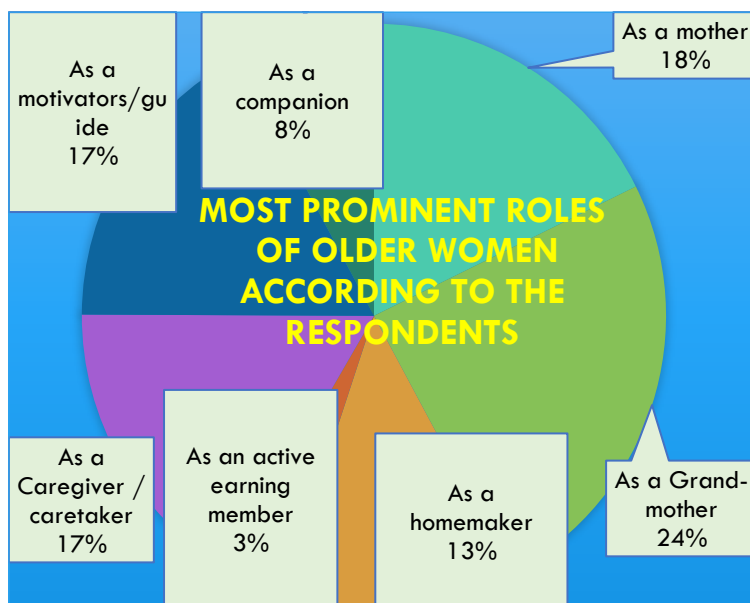 As a
motivators/gu
ide
17%
As a
companion
8%
As a mother
18%
MOST PROMINENT ROLES
OF OLDER WOMEN
ACCORDING TO THE
RESPONDENTS
As a
Caregiver /
caretaker
17%
As an active
earning
member
3%
As a
homemaker
13%
As a Grand-
mother
24%